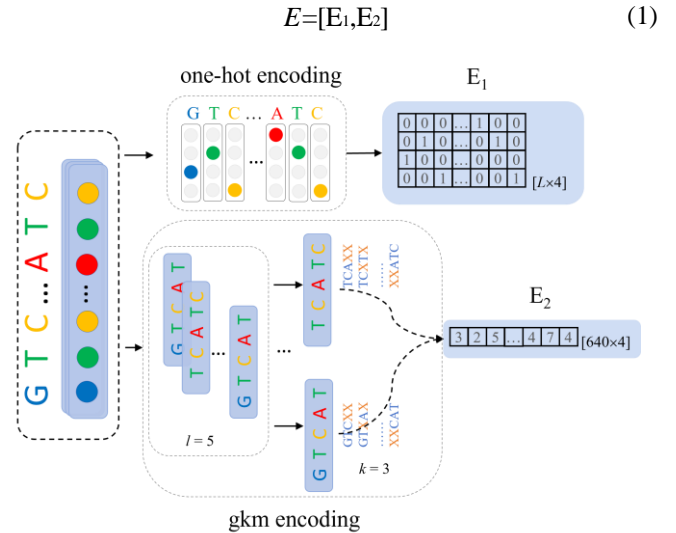 E=[E1,E2] (1)
one-hot encoding
E1
G T C ... A T C
...
0 0 0 ... 1 0 0
0 1 0 ... 0 1 0
1 0 0 ... 0 0 0
0 0 1 ... 0 0 1
[L×4]
G T C ... A T C
G T C A T
T C A T C
...
G T C A T
l = 5
...
T C A T C
TCAXX
TCXTX
......
XXATC
G T C A T
GTCXX
GTXAX
......
XXCAT
k = 3
gkm encoding
E2
3 2 5 ... 4 7 4
[640×4]